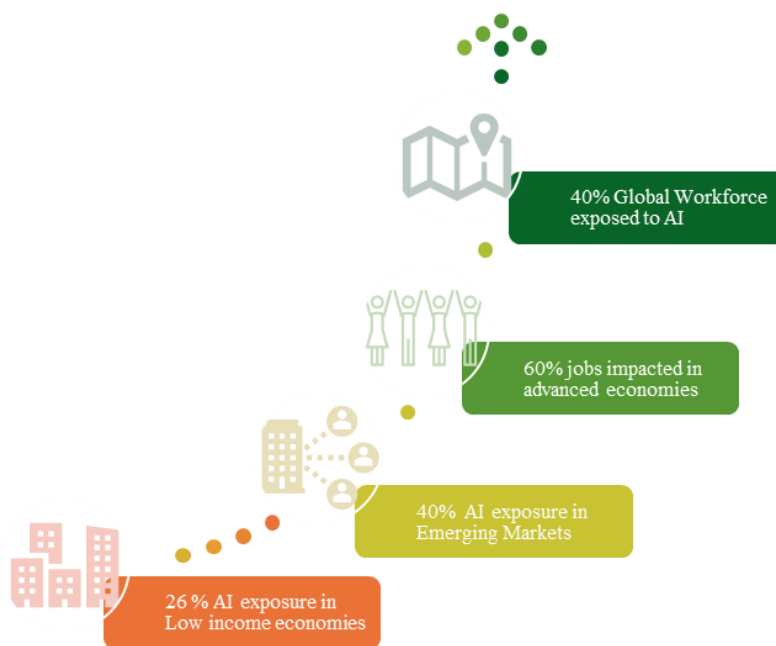 40% Global Workforce
exposed to AI
60% jobs impacted in
advanced economies
40% AI exposure in
Emerging Markets
26 % AI exposure in
Low income economies